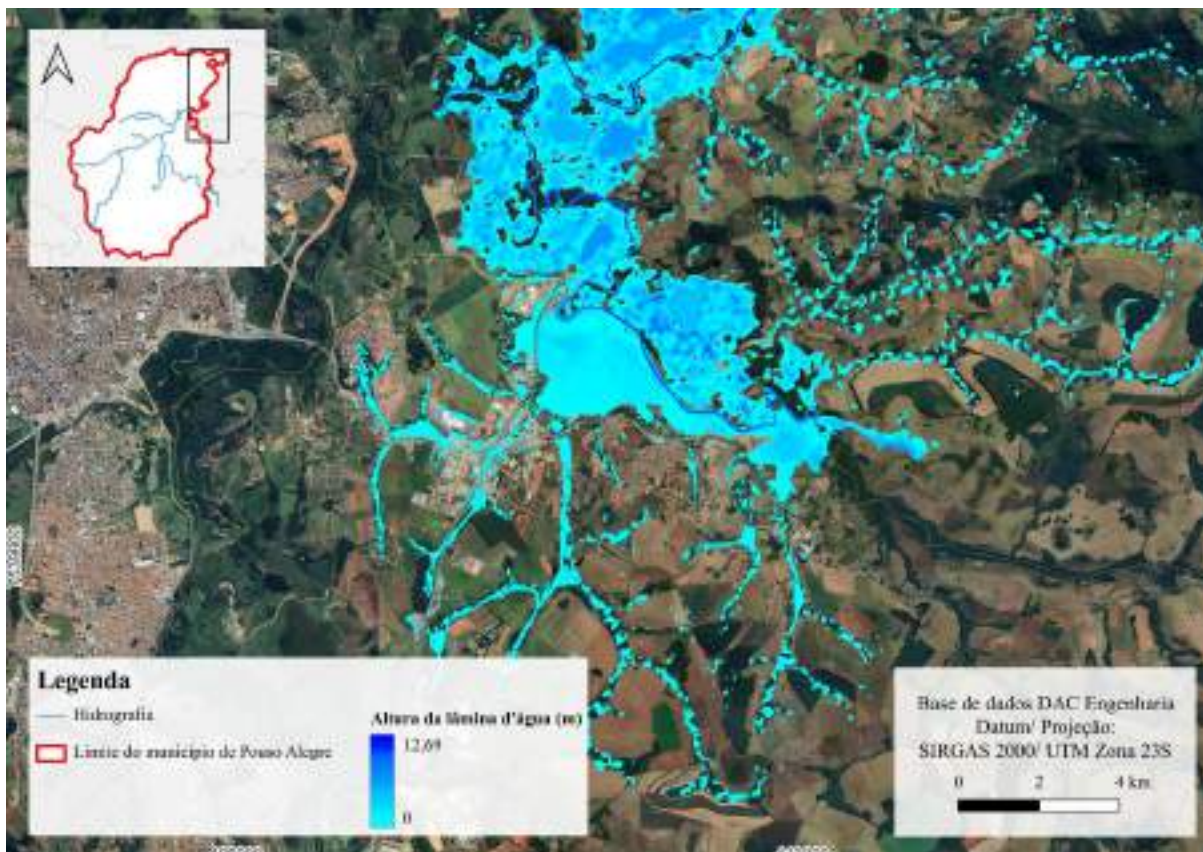 Legenda
Hidrografia
Limite do município de Pouso Alegre
Altura da lâmina d'água (m)
12,69
0
Base de dados DAC Engenharia
Datum/ Projeção:
SIRGAS 2000/ UTM Zona 23S
0 2 4 km